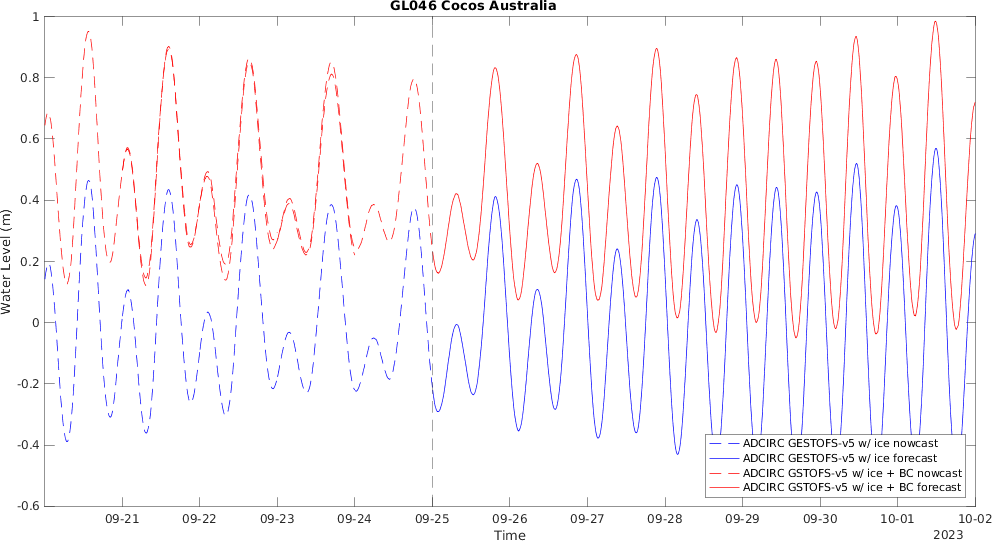 GL046 Cocos Australia
1
0.8
0.6
0.4
0.2
0
-0.2
-0.4
-0.6
Water Level (m)
ADCIRC GESTOFS-v5 w/ ice nowcast
ADCIRC GESTOFS-v5 w/ ice forecast
ADCIRC GSTOFS-v5 w/ ice + BC nowcast
ADCIRC GSTOFS-v5 w/ ice + BC forecast
09-21 09-22 09-23 09-24 09-25 09-26 09-27 09-28 09-29 09-30 10-01 10-02
Time
2023